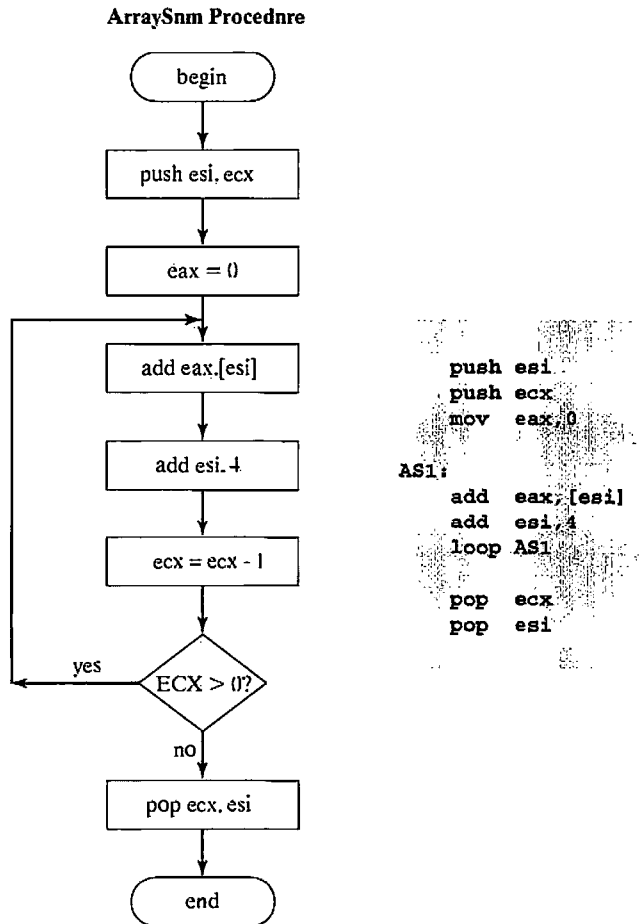 ArraySnm Procednre
begin
push esi, ecx
eax = 0
add eax,[esi]
add esi, 4
ecx = ecx - 1
yes
ECX > 0?
no
pop ecx, esi
end
push esi
push ecx
mov eax,0
AS1:
add eax,[esi]
add esi,4
loop AS1
pop ecx
pop esi